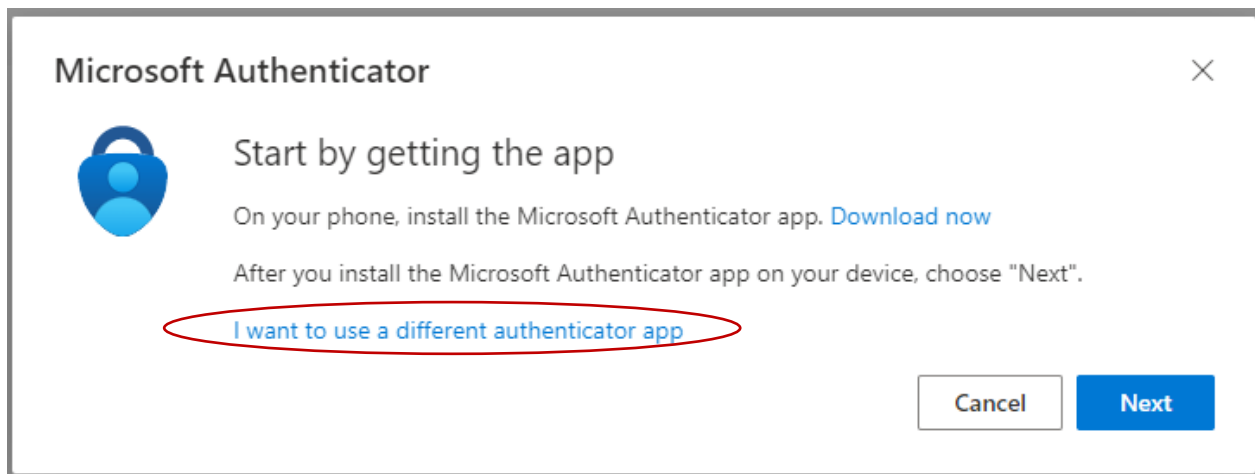 Microsoft Authenticator
Start by getting the app
On your phone, install the Microsoft Authenticator app. Download now
After you install the Microsoft Authenticator app on your device, choose "Next".
I want to use a different authenticator app
Cancel Next